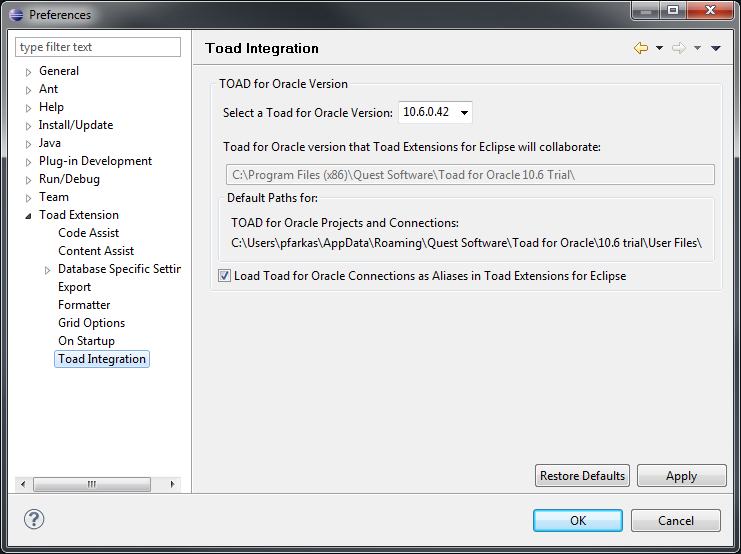 Preferences
type filter text
General
Ant
Help
Install/Update
Java
Plug-in Development
Run/Debug
Team
Toad Extension
Code Assist
Content Assist
Database Specific Settin
Export
Formatter
Grid Options
On Startup
Toad Integration
Toad Integration
TOAD for Oracle Version
Select a Toad for Oracle Version: 10.6.0.42
Toad for Oracle version that Toad Extensions for Eclipse will collaborate:
C:\Program Files (x86)\Quest Software\Toad for Oracle 10.6 Trial\
Default Paths for:
TOAD for Oracle Projects and Connections:
C:\Users\pfarkas\AppData\Roaming\Quest Software\Toad for Oracle\10.6 trial\User Files\
Load Toad for Oracle Connections as Aliases in Toad Extensions for Eclipse
Restore Defaults Apply
? OK Cancel